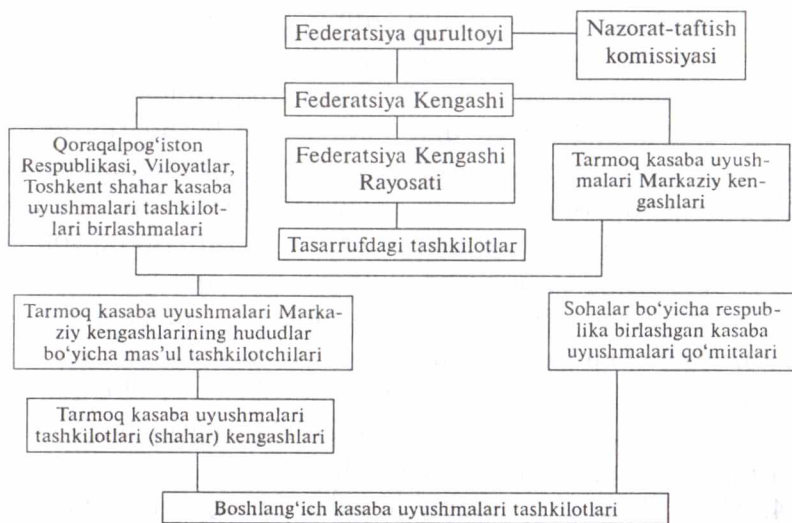 Federatsiya qurultoyi
Nazorat-taftish
komissiyasi
Federatsiya Kengashi
Qoraqalpog‘iston
Respublikasi, Viloyatlar,
Toshkent shahar kasaba
uyushmalari tashkilot-
lari birlashmalari
Federatsiya Kengashi
Rayosati
Tarmoq kasaba uyush-
malari Markaziy ken-
gashlari
Tasarrufdagi tashkilotlar
Tarmoq kasaba uyushmalari Marka-
ziy kengashlarining hududlar
bo‘yicha mas’ul tashkilotchilari
Sohalar bo‘yicha respub-
lika birlashgan kasaba
uyushmalari qo‘mitalari
Tarmoq kasaba uyushmalari
tashkilotlari (shahar) kengashlari
Boshlang‘ich kasaba uyushmalari tashkilotlari